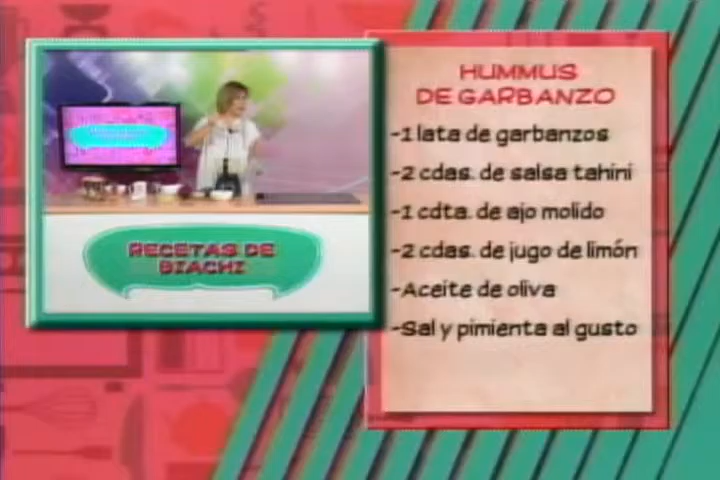 HUMMUS
DE GARBANZO
-1 lata de garbanzos
-2 cdas. de salsa tahini
-1 cdta. de ajo molido
-2 cdas. de jugo de limón
-Aceite de oliva
-Sal y pimienta al gusto
RECETAS DE
BIACHI